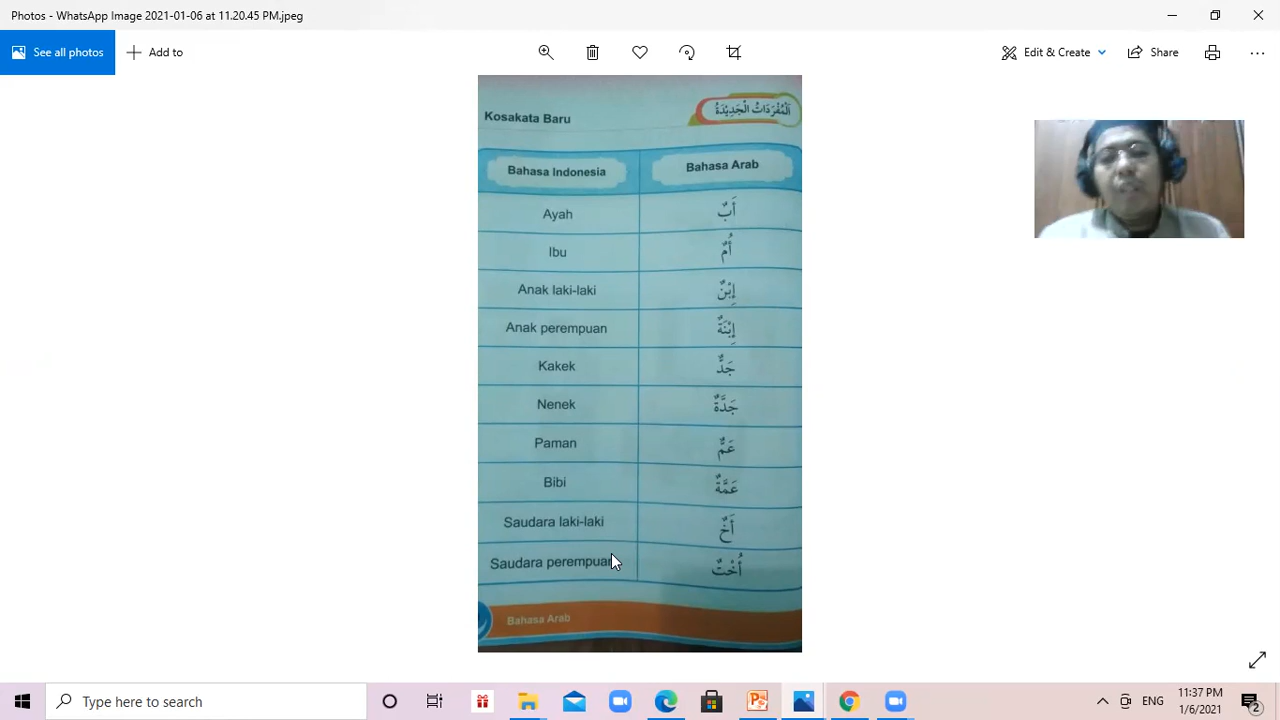 Photos - WhatsApp Image 2021-01-06 at 11.20.45 PM.jpeg
See all photos
Add to
Edit & Create
Share
Kosakata Baru
اَلْمُفْرَدَاتُ الْجَدِيْدَةُ
Bahasa Indonesia
Bahasa Arab
Ayah
أَبٌ
Ibu
أُمٌّ
Anak laki-laki
إِبْنٌ
Anak perempuan
إِبْنَةٌ
Kakek
جَدٌّ
Nenek
جَدَّةٌ
Paman
عَمٌّ
Bibi
عَمَّةٌ
Saudara laki-laki
أَخٌ
Saudara perempuan
أُخْتٌ
Bahasa Arab
Type here to search
ENG
11:37 PM
1/6/2021
2